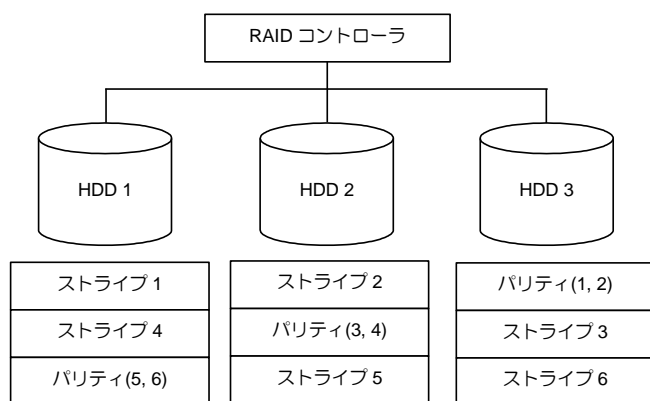 RAID コントローラ
HDD 1
HDD 2
HDD 3
ストライプ 1
ストライプ 2
パリティ(1, 2)
ストライプ 4
パリティ(3, 4)
ストライプ 3
パリティ(5, 6)
ストライプ 5
ストライプ 6